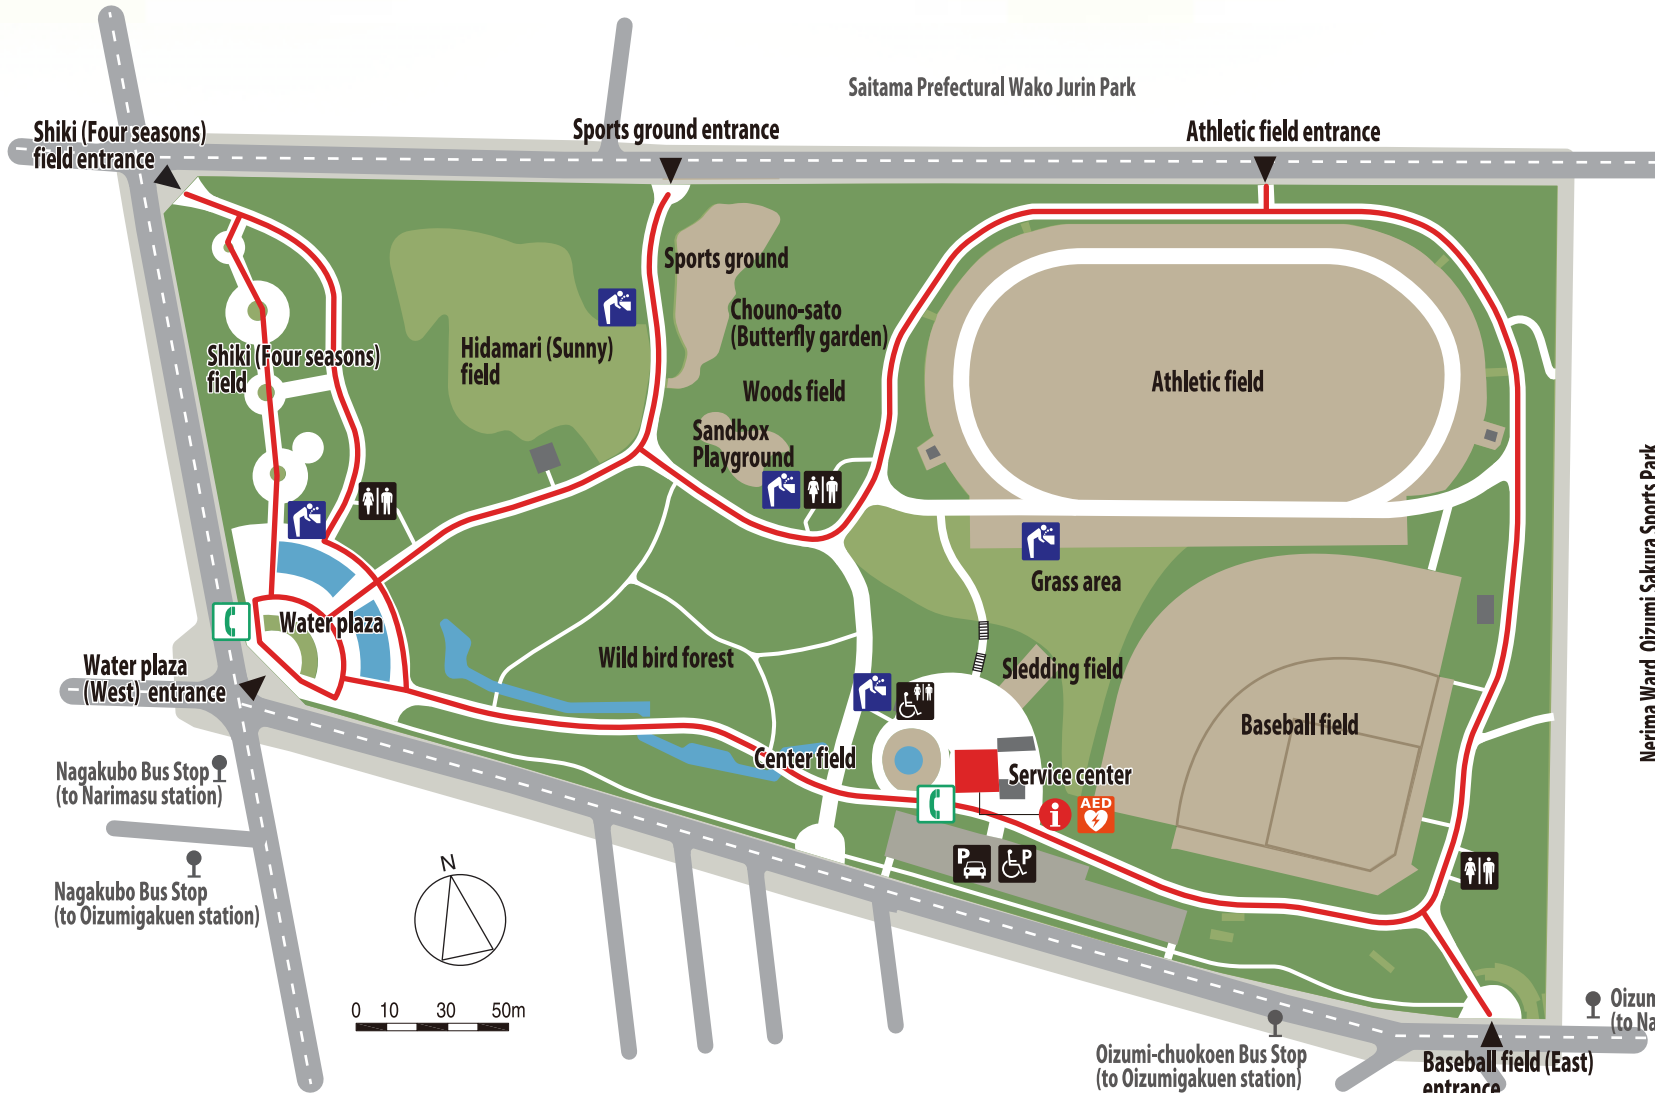 Saitama Prefectural Wako Jurin Park
Shiki (Four seasons)
field entrance
Sports ground entrance
Athletic field entrance
Sports ground
Chouno-sato
(Butterfly garden)
Hidamari (Sunny)
field
Shiki (Four seasons)
field
Woods field
Athletic field
Sandbox
Playground
Grass area
Water plaza
Wild bird forest
Sledding field
Water plaza
(West) entrance
Baseball field
Center field
Service center
i
AED
P
P
Nagakubo Bus Stop
(to Narimasu station)
Nagakubo Bus Stop
(to Oizumigakuen station)
N
0 10 30 50m
Nerima Ward Oizumi Sakura Sports Park
Oizum
(to Na
Oizumi-chuokoen Bus Stop
(to Oizumigakuen station)
Baseball field (East)
entrance